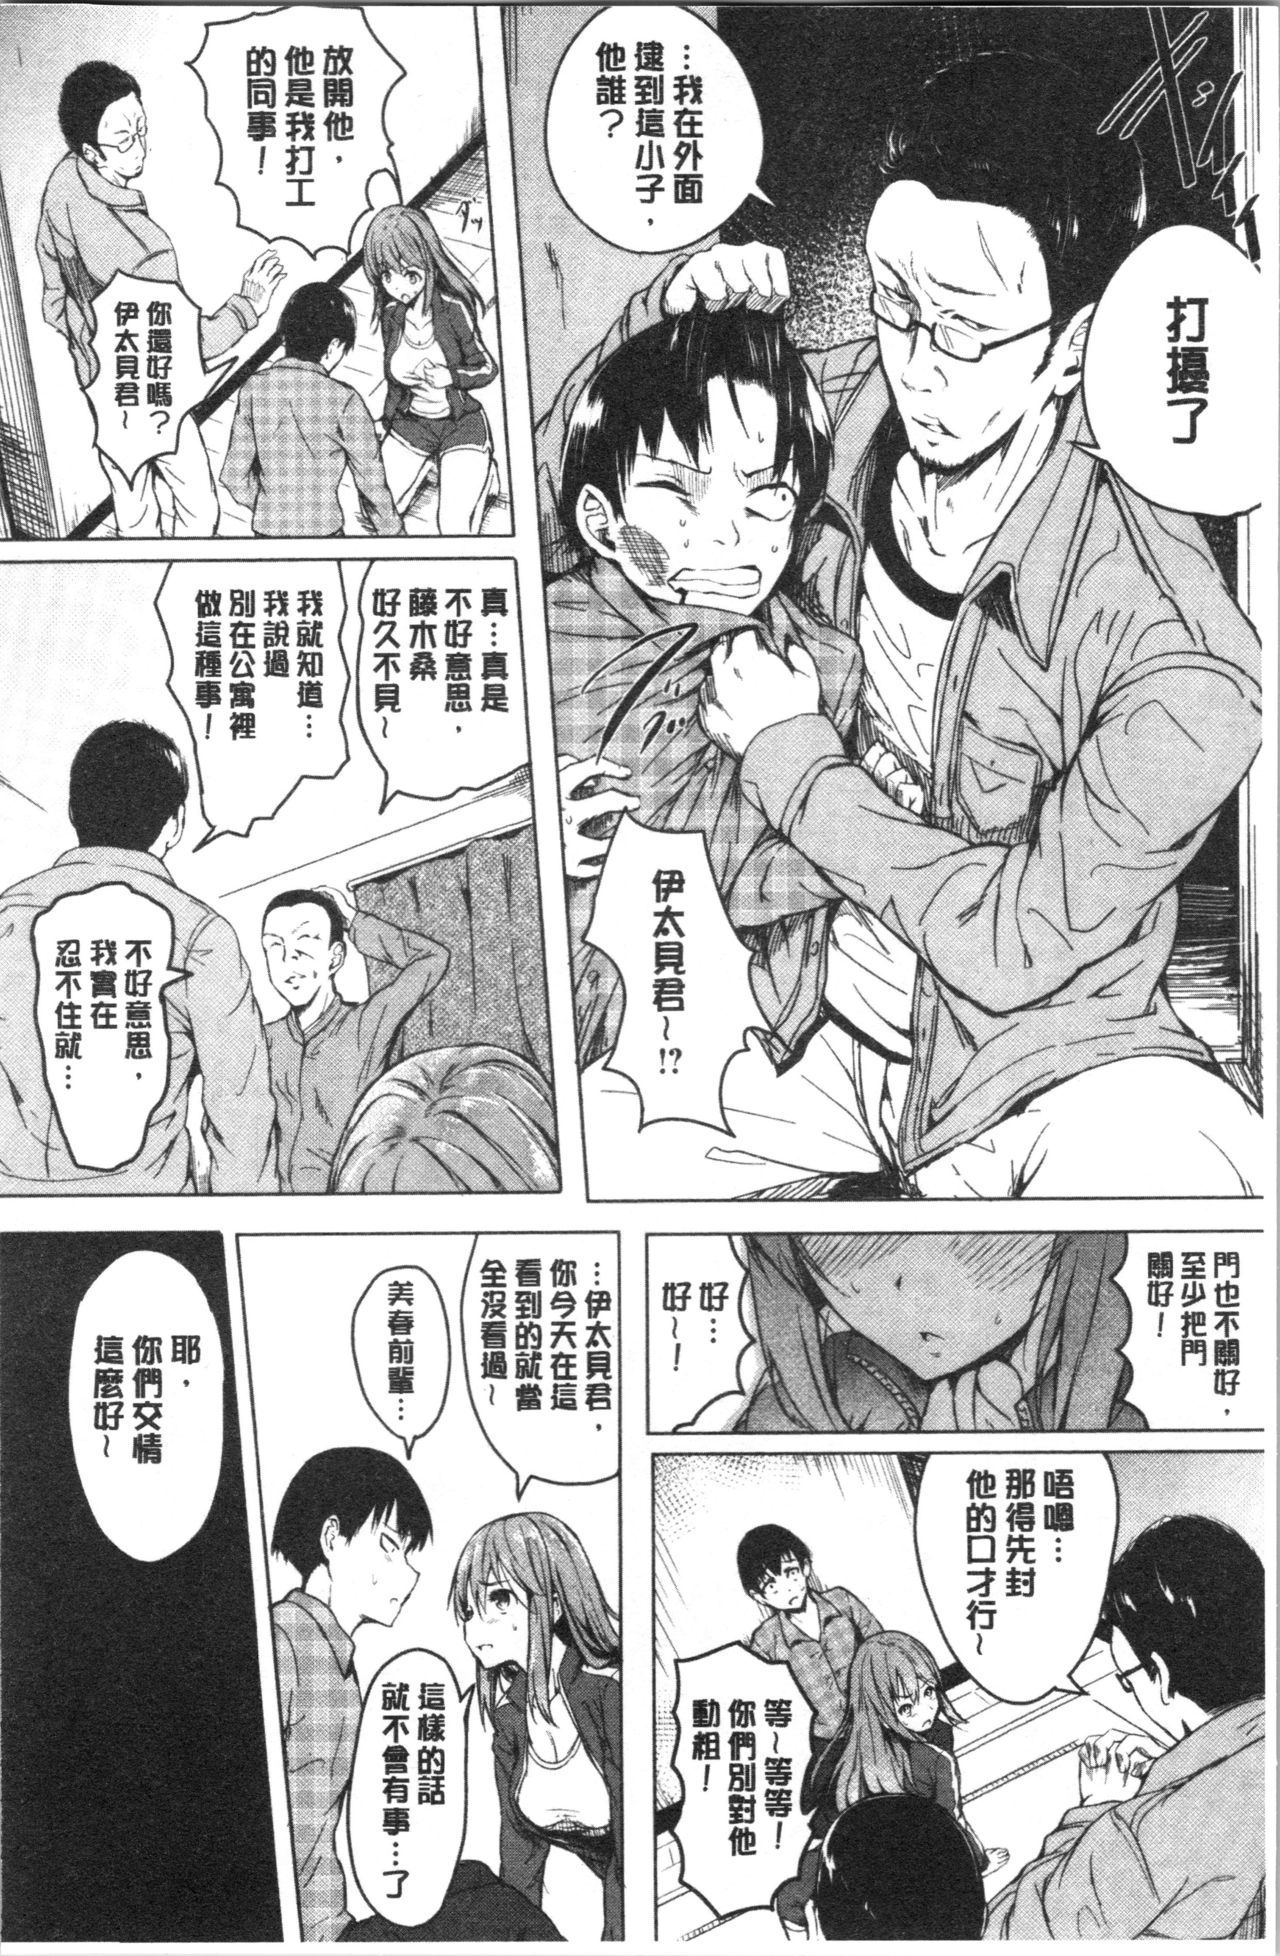 打擾了
…我在外面
逮到這小子，
他誰？
伊太見君～!?
放開他，
他是我打工
的同事！
ダッ
你還好嗎？
伊太見君～
真…真是
不好意思，
藤木桑
好久不見～
我就知道…
我說過
別在公寓裡
做這種事！
不好意思，
我實在
忍不住就…
門也不關好，
至少把門
關好！
好…
好～！
唔嗯…
那得先封
他的口才行～
等～等等！
你們別對他
動粗！
…伊太見君，
你今天在這
看到的就當
全沒看過～
美春前輩…
這樣的話
就不會有事…了
耶，
你們交情
這麼好～